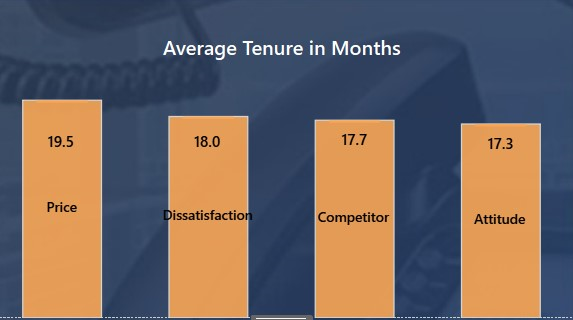 Average Tenure in Months
19.5
18.0
17.7
17.3
Price
Dissatisfaction
Competitor
Attitude